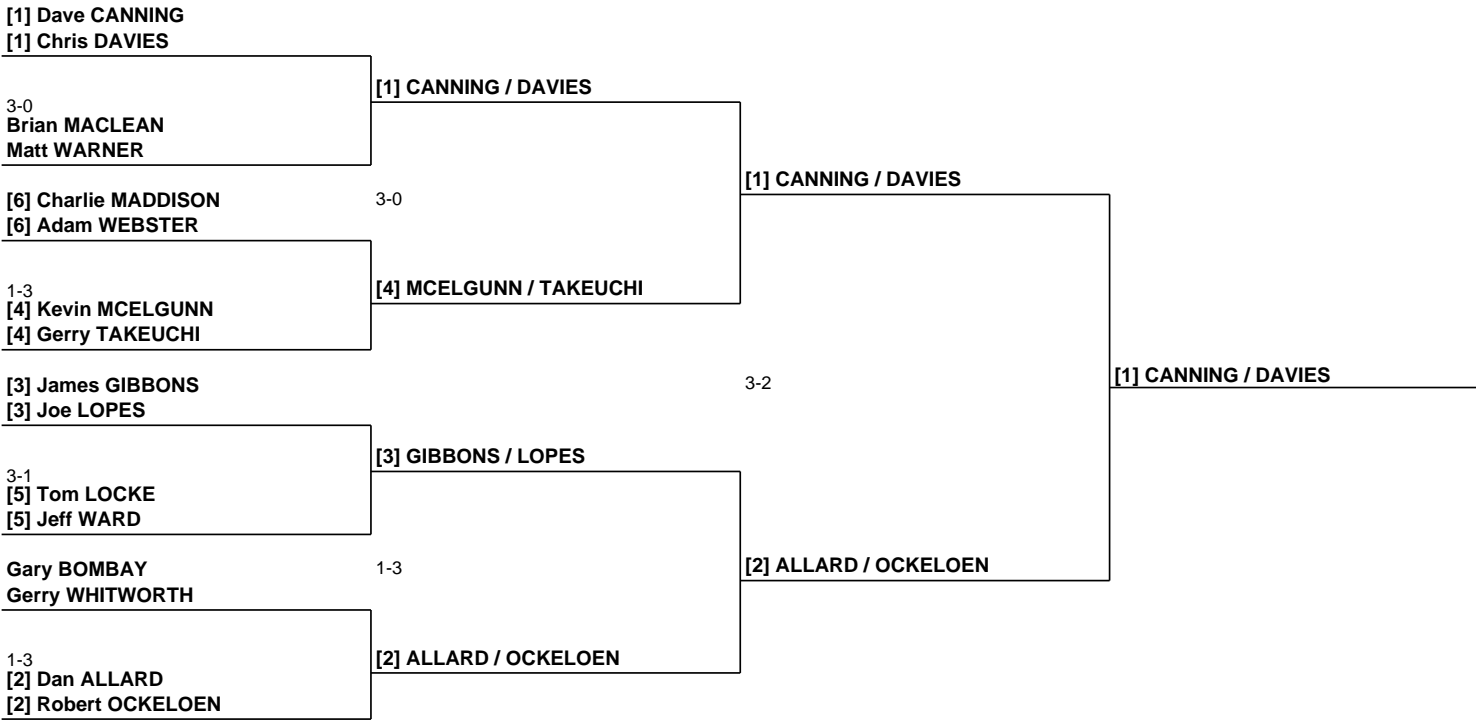 [1] Dave CANNING
[1] Chris DAVIES
[1] CANNING / DAVIES
3-0
Brian MACLEAN
Matt WARNER
[1] CANNING / DAVIES
[6] Charlie MADDISON
3-0
[6] Adam WEBSTER
[4] MCELGUNN / TAKEUCHI
1-3
[4] Kevin MCELGUNN
[4] Gerry TAKEUCHI
[1] CANNING / DAVIES
[3] James GIBBONS
3-2
[3] Joe LOPES
[3] GIBBONS / LOPES
3-1
[5] Tom LOCKE
[5] Jeff WARD
[2] ALLARD / OCKELOEN
Gary BOMBAY
1-3
Gerry WHITWORTH
[2] ALLARD / OCKELOEN
1-3
[2] Dan ALLARD
[2] Robert OCKELOEN